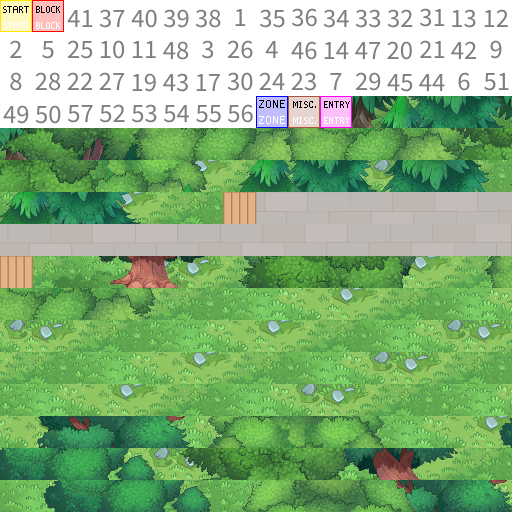 START BLOCK 41 37 40 39 38 1 35 36 34 33 32 31 13 12
START BLOCK
2 5 25 10 11 48 3 26 4 46 14 47 20 21 42 9
8 28 22 27 19 43 17 30 24 23 7 29 45 44 6 51
49 50 57 52 53 54 55 56 ZONE MISC. ENTRY
ZONE MISC. ENTRY